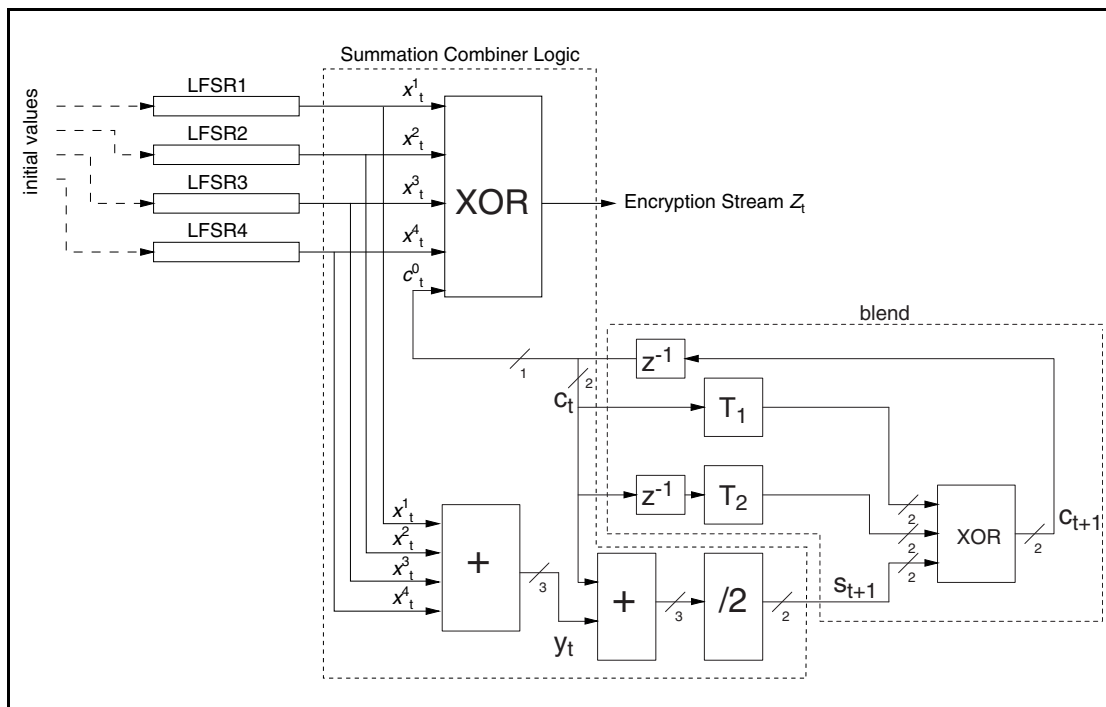 Summation Combiner Logic
initial values
LFSR1
LFSR2
LFSR3
LFSR4
x¹ₜ
x²ₜ
x³ₜ
x⁴ₜ
c⁰ₜ
XOR
Encryption Stream Zₜ
blend
1
2
z⁻¹
cₜ
T₁
z⁻¹
T₂
x¹ₜ
x²ₜ
x³ₜ
x⁴ₜ
+
3
yₜ
+
3
/2
2
sₜ₊₁
2
2
2
XOR
2
cₜ₊₁